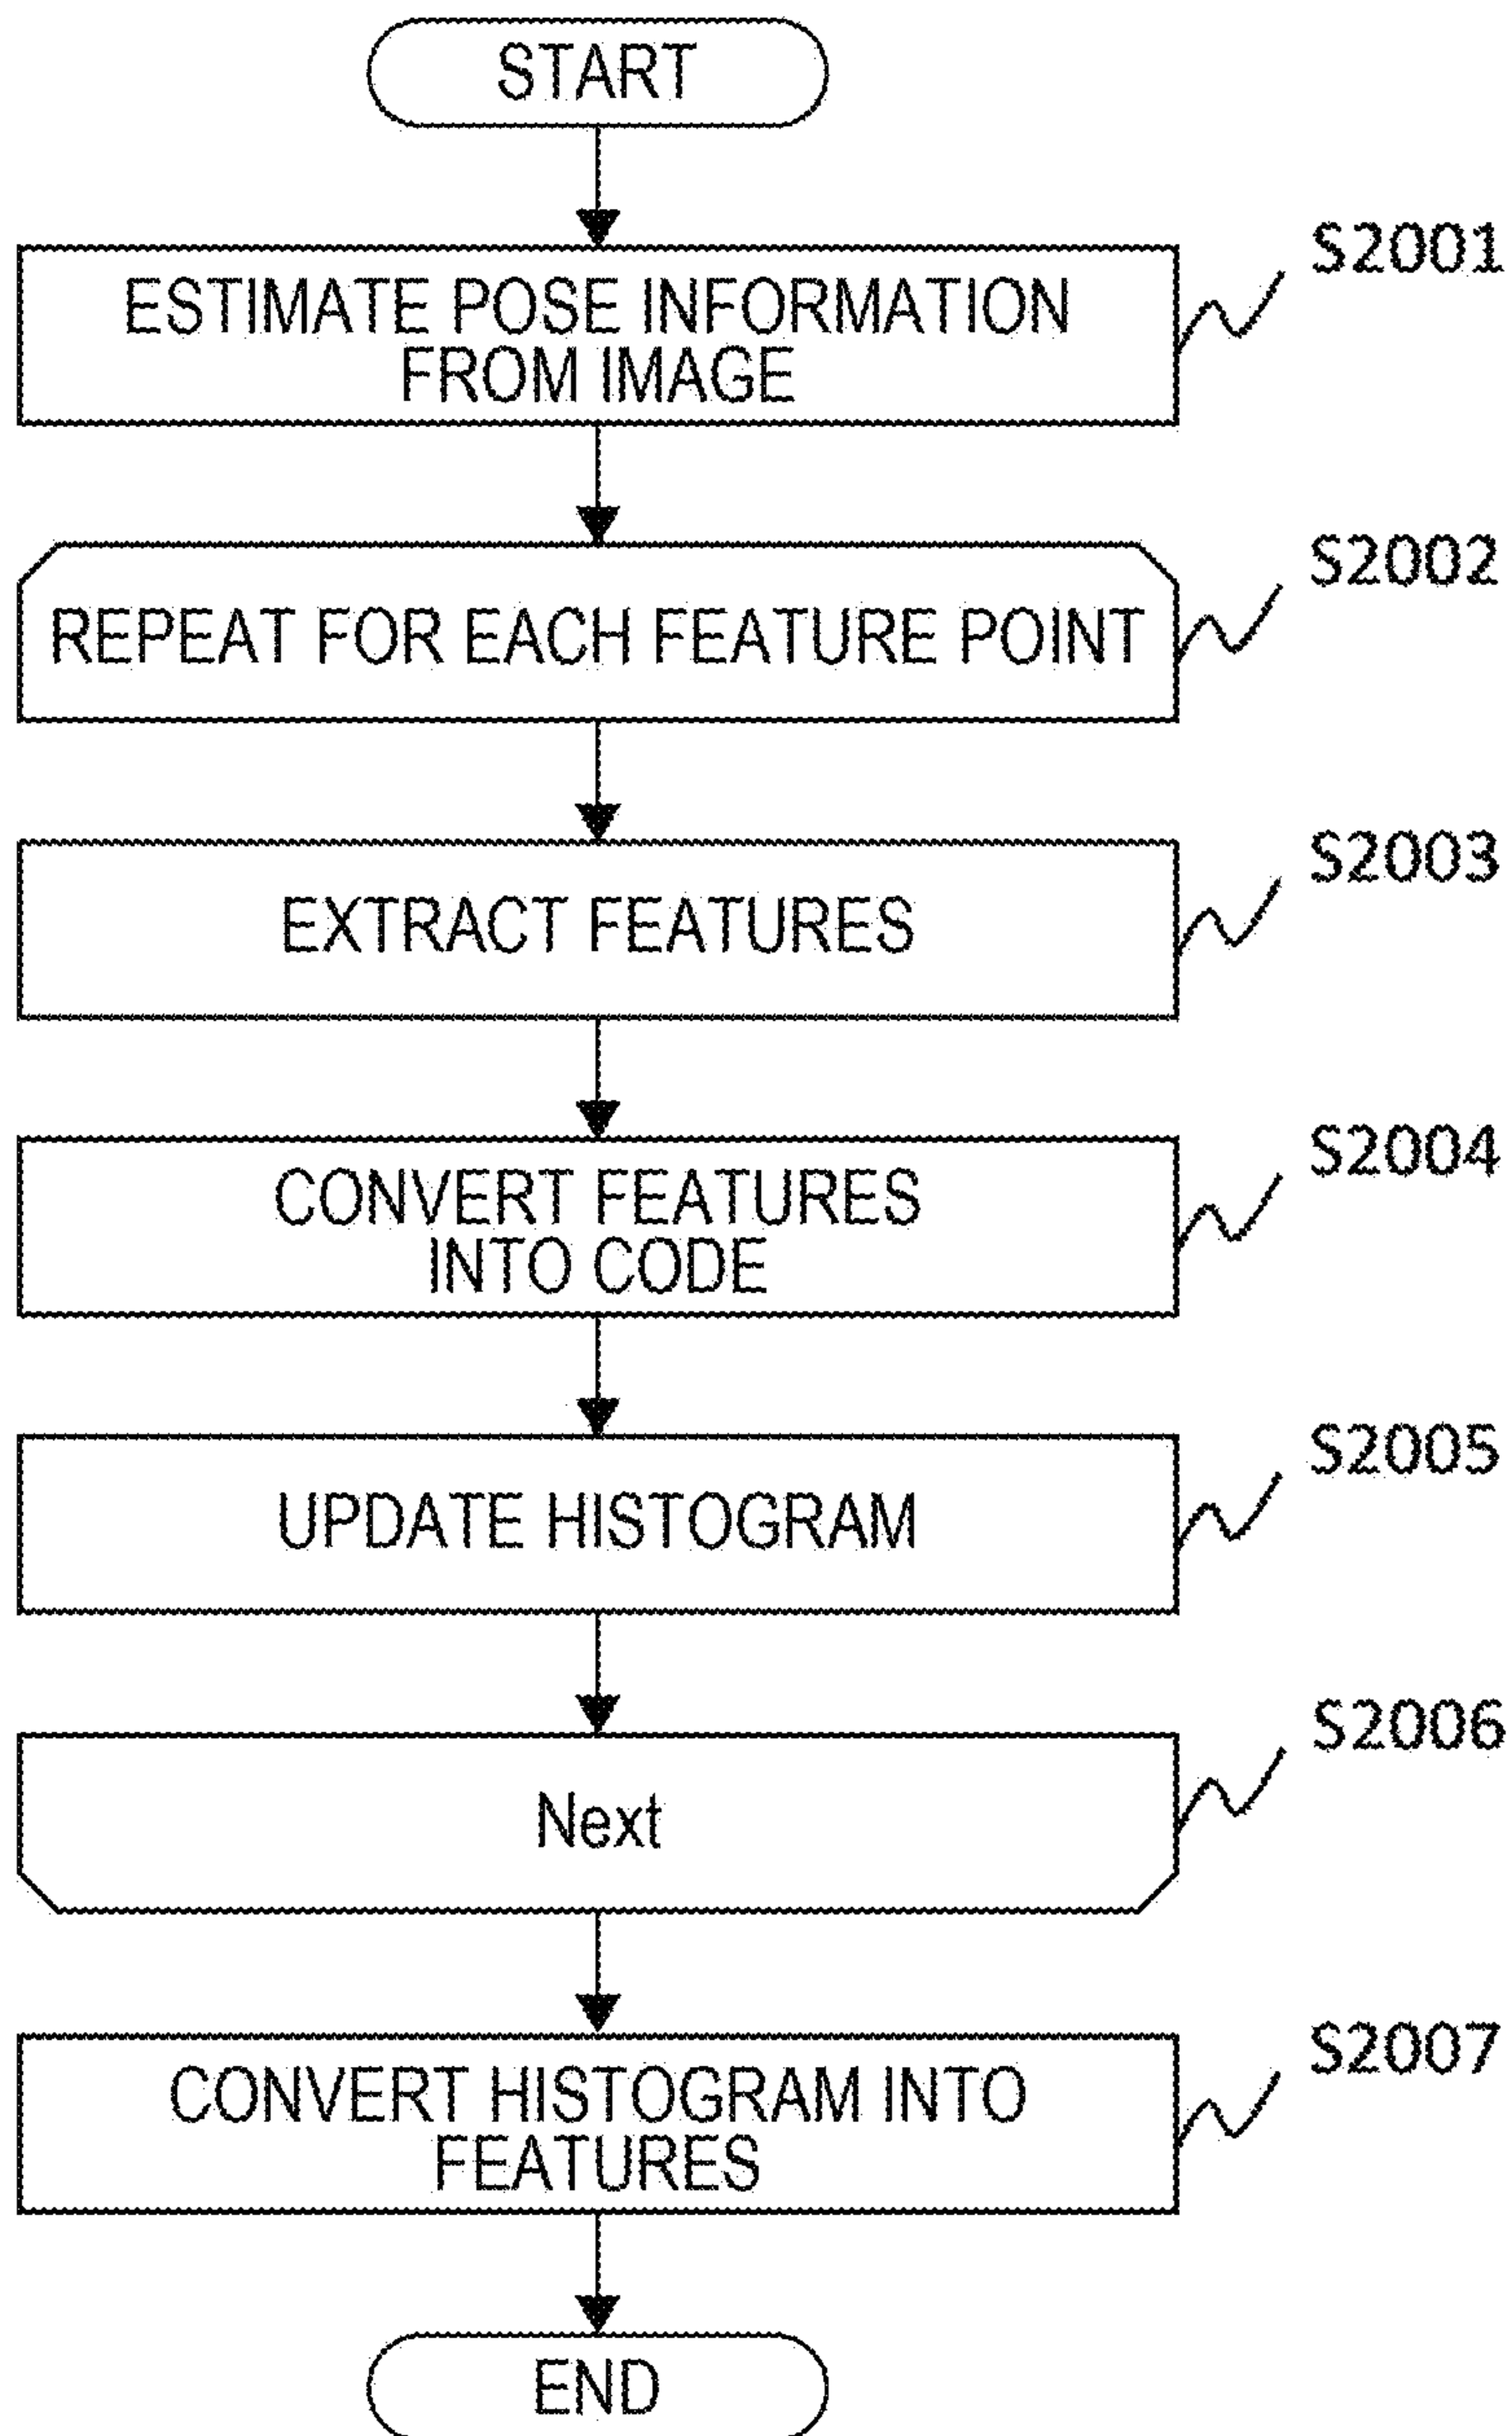 START
S2001
ESTIMATE POSE INFORMATION
FROM IMAGE
S2002
REPEAT FOR EACH FEATURE POINT
S2003
EXTRACT FEATURES
S2004
CONVERT FEATURES
INTO CODE
S2005
UPDATE HISTOGRAM
S2006
Next
S2007
CONVERT HISTOGRAM INTO
FEATURES
END